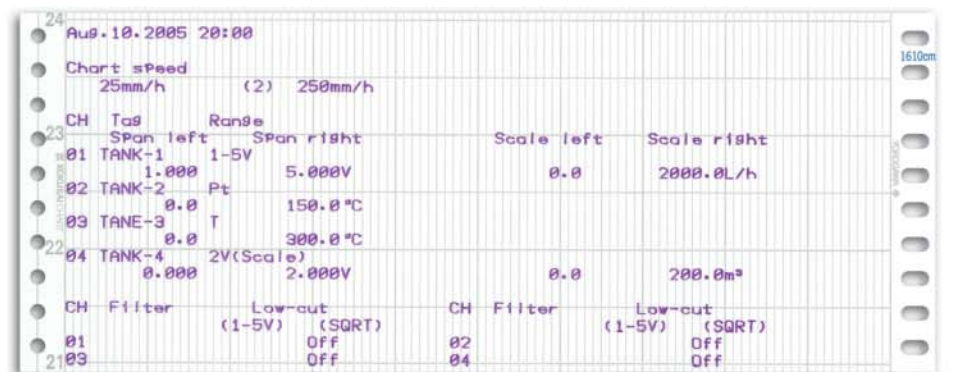 24
Aug.10.2005 20:00
1610cm
Chart speed
25mm/h (2) 250mm/h
CH Tag Range
23
Span left Span right Scale left Scale right
01 TANK-1 1-5V
1.000 5.000V 0.0 2000.0L/h
02 TANK-2 Pt
0.0 150.0°C
03 TANE-3 T
0.0 300.0°C
22
04 TANK-4 2V(Scale)
0.000 2.000V 0.0 200.0m³
CH Filter Low-cut CH Filter Low-cut
(1-5V) (SQRT) (1-5V) (SQRT)
01 Off 02 Off
21
03 Off 04 Off